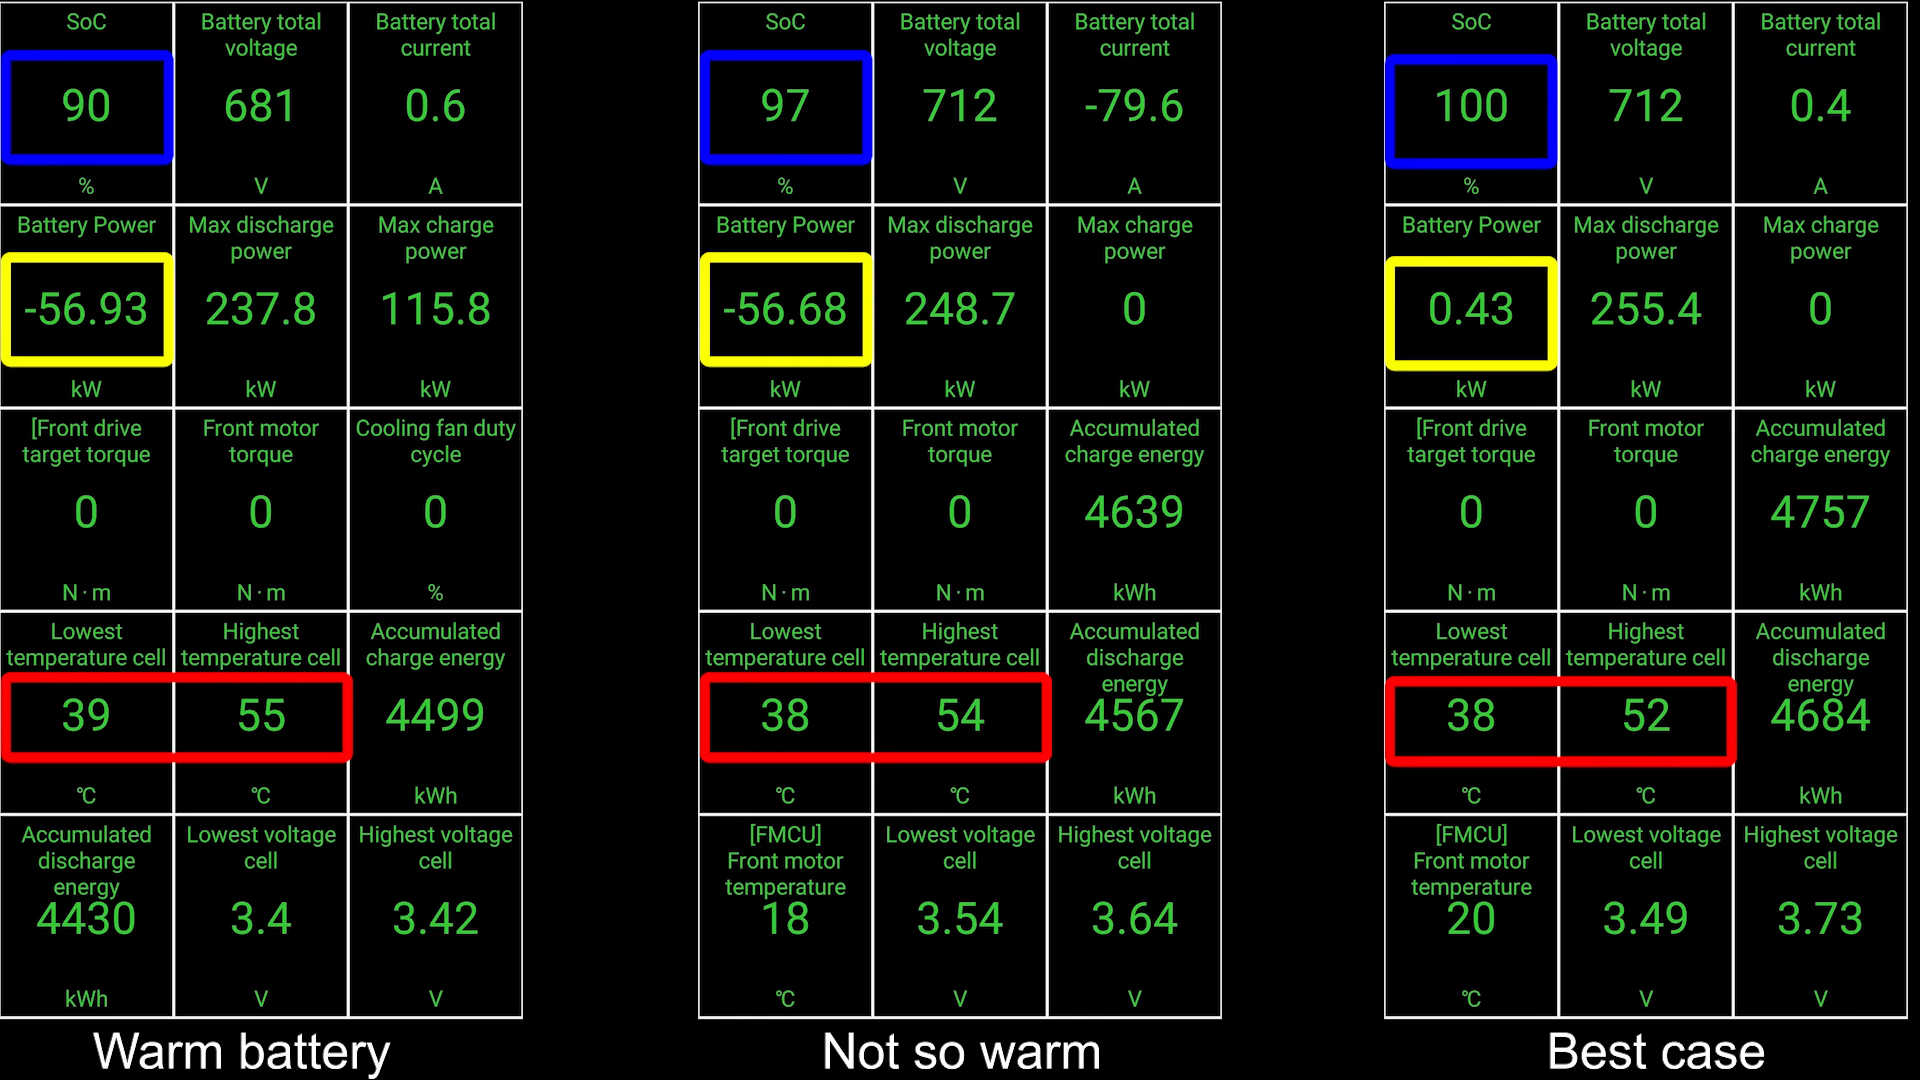 SoC
90
%
Battery total
voltage
681
V
Battery total
current
0.6
A
Battery Power
-56.93
kW
Max discharge
power
237.8
kW
Max charge
power
115.8
kW
[Front drive
target torque
0
N·m
Front motor
torque
0
N·m
Cooling fan duty
cycle
0
%
Lowest
temperature cell
39
℃
Highest
temperature cell
55
℃
Accumulated
charge energy
4499
kWh
Accumulated
discharge
energy
4430
kWh
Lowest voltage
cell
3.4
V
Highest voltage
cell
3.42
V
Warm battery
SoC
97
%
Battery total
voltage
712
V
Battery total
current
-79.6
A
Battery Power
-56.68
kW
Max discharge
power
248.7
kW
Max charge
power
0
kW
[Front drive
target torque
0
N·m
Front motor
torque
0
N·m
Accumulated
charge energy
4639
kWh
Lowest
temperature cell
38
℃
Highest
temperature cell
54
℃
Accumulated
discharge
energy
4567
kWh
[FMCU]
Front motor
temperature
18
℃
Lowest voltage
cell
3.54
V
Highest voltage
cell
3.64
V
Not so warm
SoC
100
%
Battery total
voltage
712
V
Battery total
current
0.4
A
Battery Power
0.43
kW
Max discharge
power
255.4
kW
Max charge
power
0
kW
[Front drive
target torque
0
N·m
Front motor
torque
0
N·m
Accumulated
charge energy
4757
kWh
Lowest
temperature cell
38
℃
Highest
temperature cell
52
℃
Accumulated
discharge
energy
4684
kWh
[FMCU]
Front motor
temperature
20
℃
Lowest voltage
cell
3.49
V
Highest voltage
cell
3.73
V
Best case